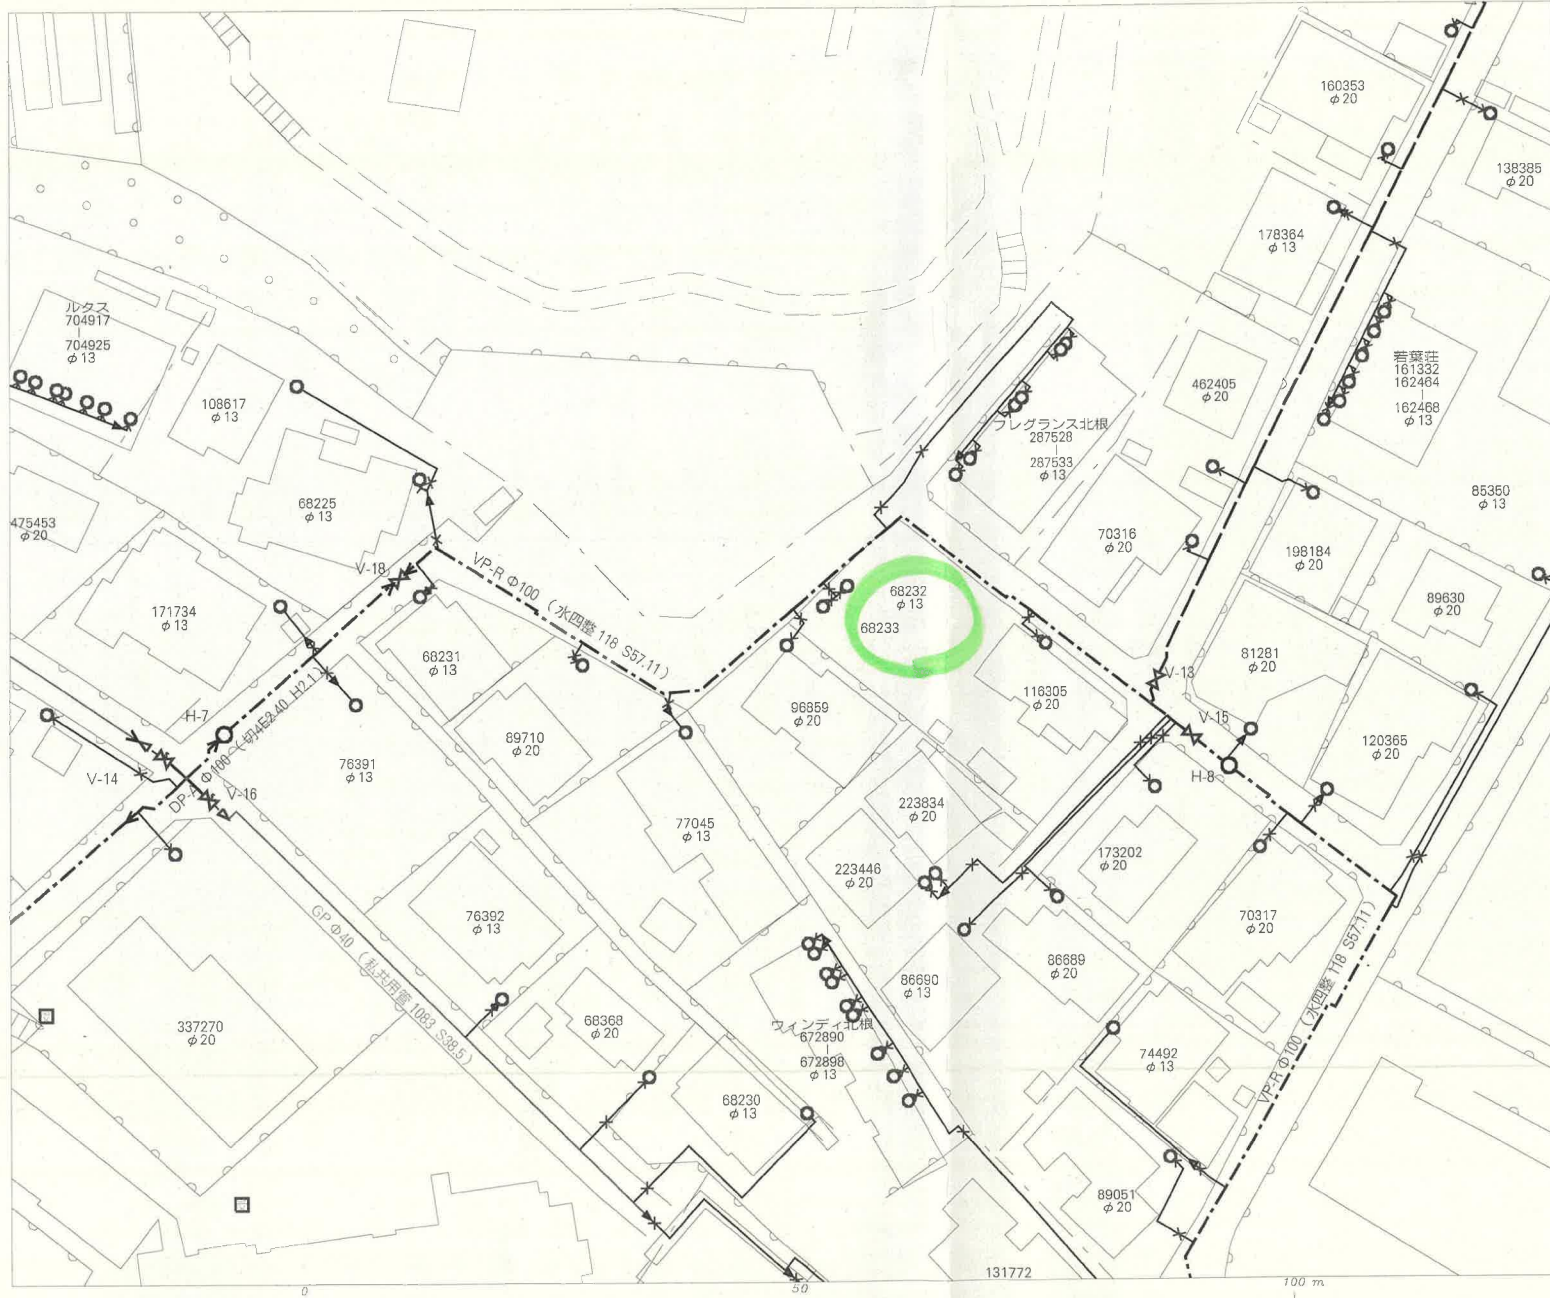 160353
φ20
138385
φ20
178364
φ13
ルクス
704917
|
704925
φ13
108617
φ13
462405
φ20
若葉荘
161332
162464
|
162468
φ13
フレグランス北根
287528
|
287533
φ13
475453
φ20
68225
φ13
85350
φ13
70316
φ20
198184
φ20
V-18
VP-R Φ100 (水四整 118 S57.11)
68232
φ13
68233
171734
φ13
89630
φ20
68231
φ13
81281
φ20
V-13
116305
φ20
96859
φ20
H-7
V-15
89710
φ20
120365
φ20
76391
φ13
V-14
V-16
H-8
223834
φ20
77045
φ13
173202
φ20
223446
φ20
76392
φ13
70317
φ20
GP Φ40 (私共用管 1083 S38.5)
86689
φ20
86690
φ13
337270
φ20
68368
φ20
ウィンディ北根
672890
|
672898
φ13
74492
φ13
VP-R Φ100 (水四整 118 S57.11)
68230
φ13
89051
φ20
131772
0
50
100 m